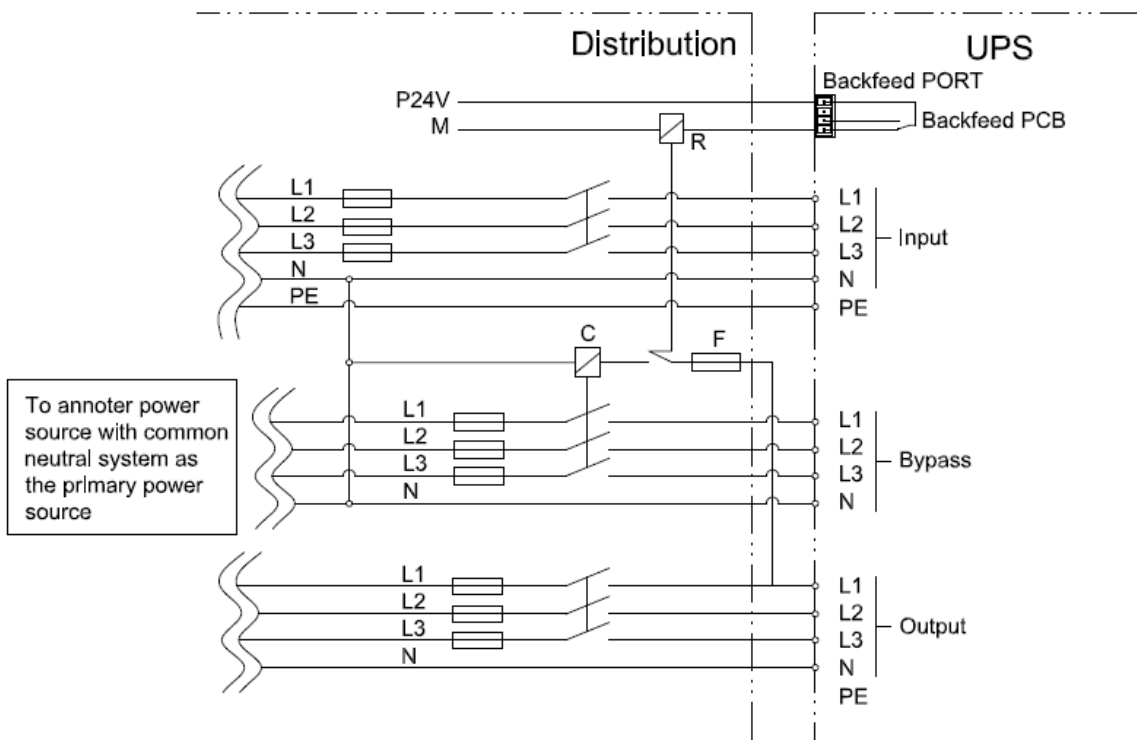 Distribution
UPS
Backfeed PORT
P24V
M
R
Backfeed PCB
L1
L2
L3
N
PE
L1
L2
L3
N
PE
Input
C
F
To annoter power
source with common
neutral system as
the primary power
source
L1
L2
L3
N
L1
L2
L3
N
Bypass
L1
L2
L3
N
L1
L2
L3
N
PE
Output